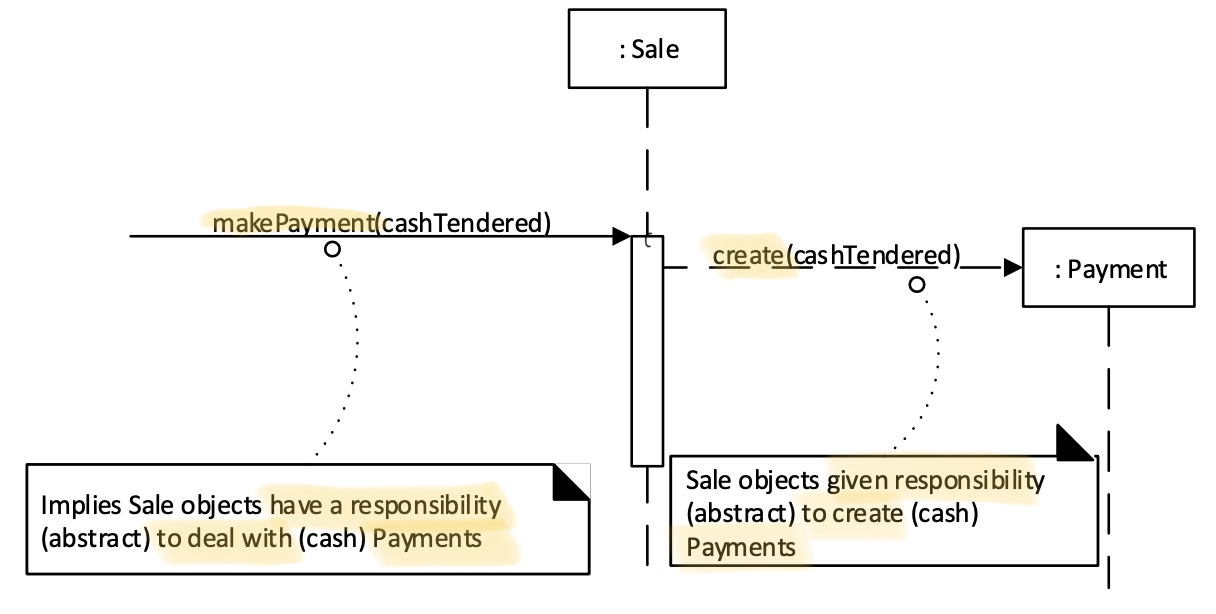 : Sale
makePayment(cashTendered)
create(cashTendered)
: Payment
Implies Sale objects have a responsibility
(abstract) to deal with (cash) Payments
Sale objects given responsibility
(abstract) to create (cash)
Payments